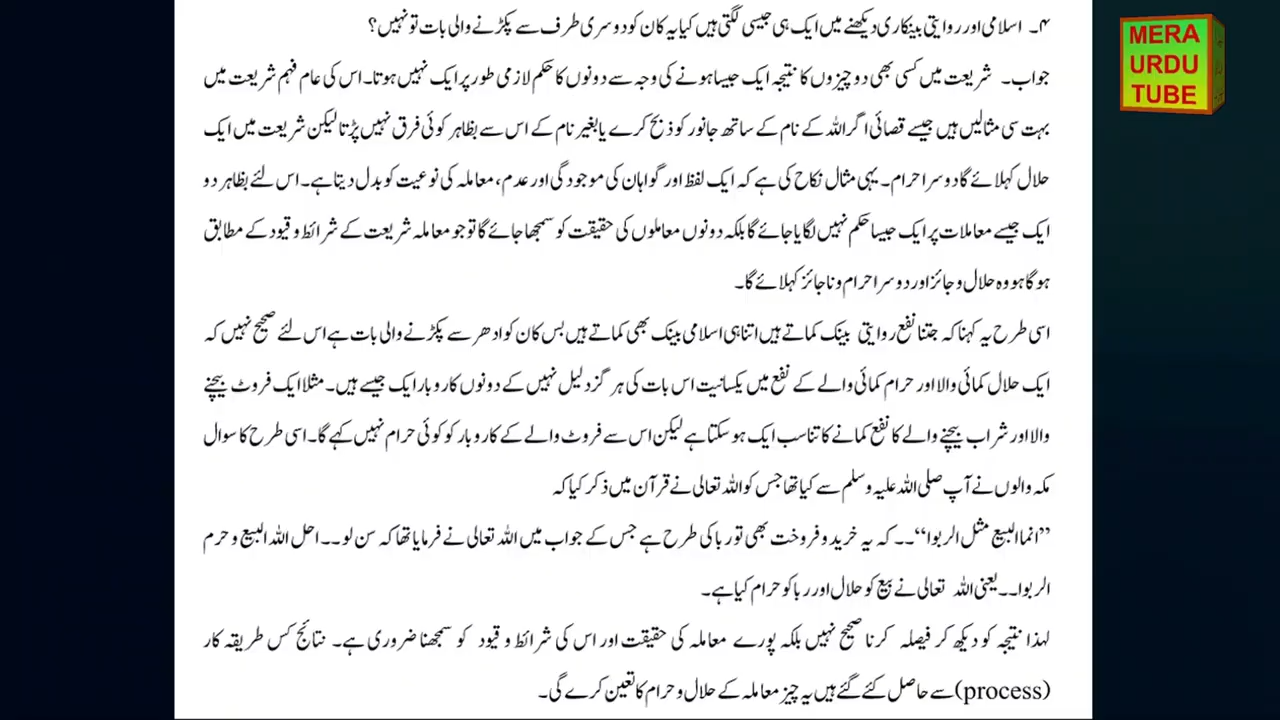 ۴۔ اسلامی اور روایتی بینکاری دیکھنے میں ایک ہی جیسی لگتی ہیں کیا یہ کان کو دوسری طرف سے پکڑنے والی بات تو نہیں؟
جواب۔ شریعت میں کسی بھی دو چیزوں کا نتیجہ ایک جیسا ہونے کی وجہ سے دونوں کا حکم لازمی طور پر ایک نہیں ہوتا۔ اس کی عام فہم شریعت میں
بہت سی مثالیں ہیں جیسے قصائی اگر اللہ کے نام کے ساتھ جانور کو ذبح کرے یا بغیر نام کے اس سے بظاہر کوئی فرق نہیں پڑتا لیکن شریعت میں ایک
حلال کہلائے گا دوسرا حرام۔ یہی مثال نکاح کی ہے کہ ایک لفظ اور گواہان کی موجودگی اور عدم، معاملہ کی نوعیت کو بدل دیتا ہے۔ اس لئے بظاہر دو
ایک جیسے معاملات پر ایک جیسا حکم نہیں لگایا جائے گا بلکہ دونوں معاملوں کی حقیقت کو سمجھا جائے گا تو جو معاملہ شریعت کے شرائط و قیود کے مطابق
ہوگا ہو وہ حلال و جائز اور دوسرا حرام و ناجائز کہلائے گا۔
اسی طرح یہ کہنا کہ جتنا نفع روایتی بینک کماتے ہیں اتنا ہی اسلامی بینک بھی کماتے ہیں بس کان کو ادھر سے پکڑنے والی بات ہے اس لئے صحیح نہیں کہ
ایک حلال کمائی والا اور حرام کمائی والے کے نفع میں یکسانیت اس بات کی ہر گز دلیل نہیں کے دونوں کاروبار ایک جیسے ہیں۔ مثلا ایک فروٹ بیچنے
والا اور شراب بیچنے والے کا نفع کمانے کا تناسب ایک ہو سکتا ہے لیکن اس سے فروٹ والے کے کاروبار کو کوئی حرام نہیں کہے گا۔ اسی طرح کا سوال
مکہ والوں نے آپ صلی اللہ علیہ وسلم سے کیا تھا جس کو اللہ تعالی نے قرآن میں ذکر کیا کہ
”انما البیع مثل الربوا“۔۔ کہ یہ خرید و فروخت بھی تو ربا کی طرح ہے جس کے جواب میں اللہ تعالی نے فرمایا تھا کہ سن لو۔۔ احل اللہ البیع و حرم
الربوا۔۔ یعنی اللہ تعالی نے بیع کو حلال اور ربا کو حرام کیا ہے۔
لہذا نتیجہ کو دیکھ کر فیصلہ کرنا صحیح نہیں بلکہ پورے معاملہ کی حقیقت اور اس کی شرائط و قیود کو سمجھنا ضروری ہے۔ نتائج کس طریقہ کار
(process) سے حاصل کئے گئے ہیں یہ چیز معاملہ کے حلال و حرام کا تعین کرے گی۔
MERA
URDU
TUBE